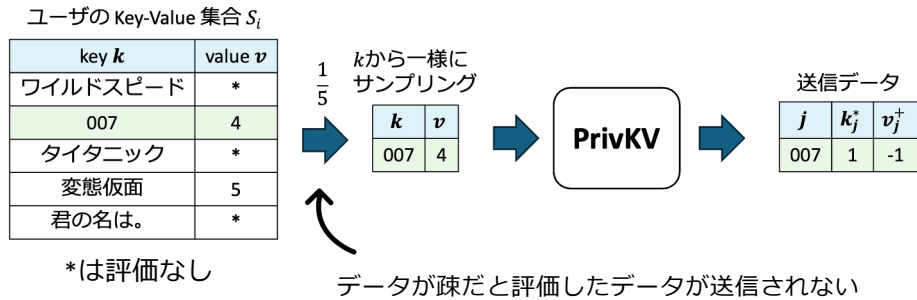 ユーザの Key-Value 集合 S_i
key k value v
ワイルドスピード *
007 4
タイタニック *
変態仮面 5
君の名は。 *
*は評価なし
1/5
kから一様に
サンプリング
k v
007 4
PrivKV
送信データ
j k_j^* v_j^+
007 1 -1
データが疎だと評価したデータが送信されない